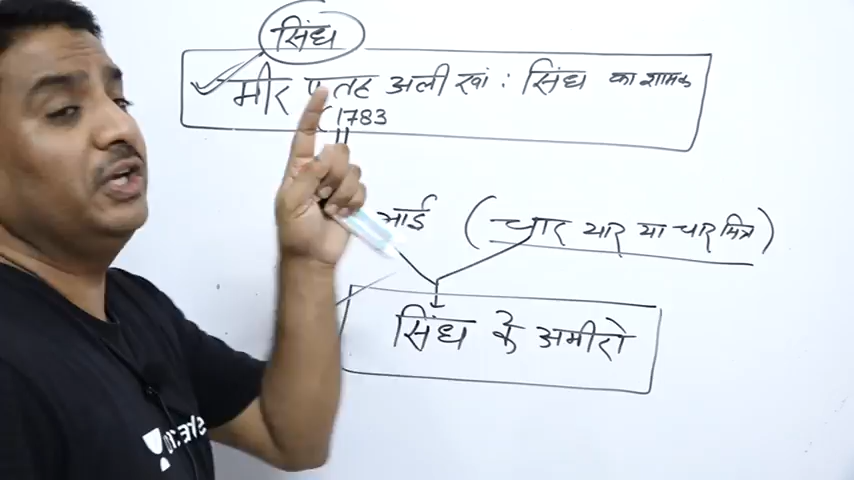 सिंध
मीर फतह अली खां : सिंध का शासक
( 1783
भाई ( चार यार या चार मित्र )
सिंध के अमीरो